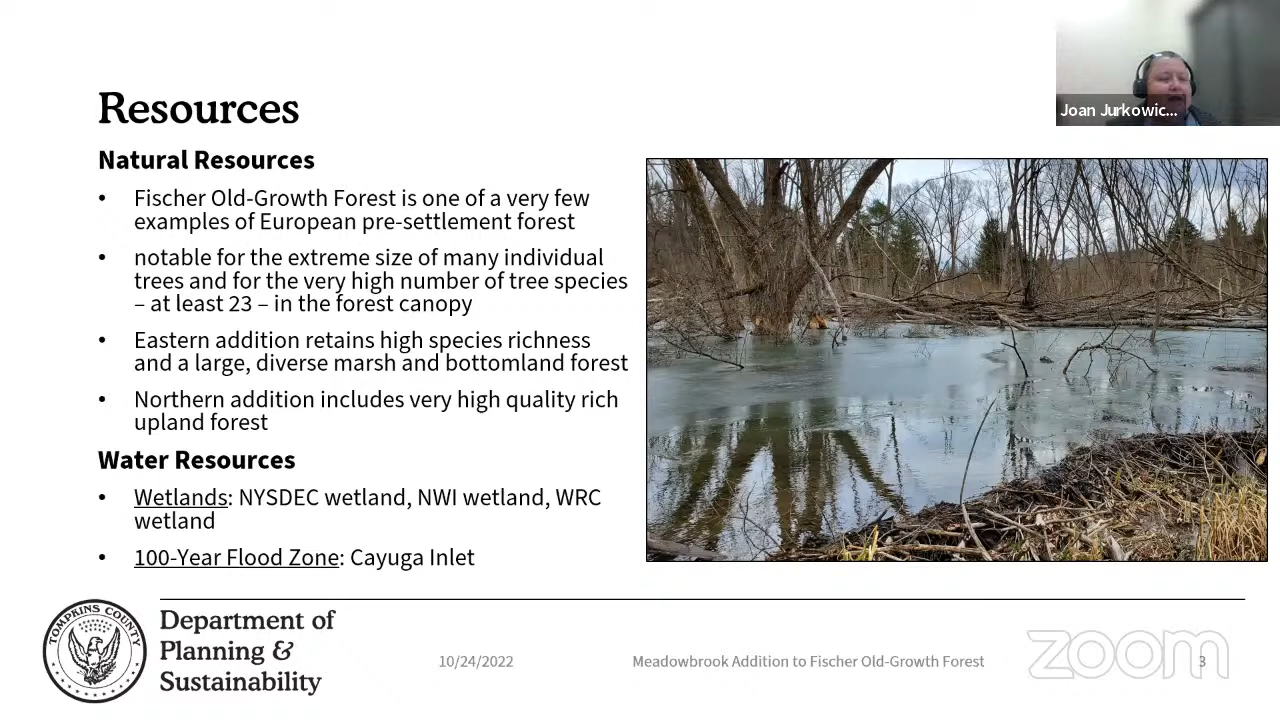 Joan Jurkowic...
Resources
Natural Resources
• Fischer Old-Growth Forest is one of a very few
examples of European pre-settlement forest
• notable for the extreme size of many individual
trees and for the very high number of tree species
– at least 23 – in the forest canopy
• Eastern addition retains high species richness
and a large, diverse marsh and bottomland forest
• Northern addition includes very high quality rich
upland forest
Water Resources
• Wetlands: NYSDEC wetland, NWI wetland, WRC
wetland
• 100-Year Flood Zone: Cayuga Inlet
TOMPKINS COUNTY
Department of
Planning &
Sustainability
10/24/2022
Meadowbrook Addition to Fischer Old-Growth Forest
zoom
3